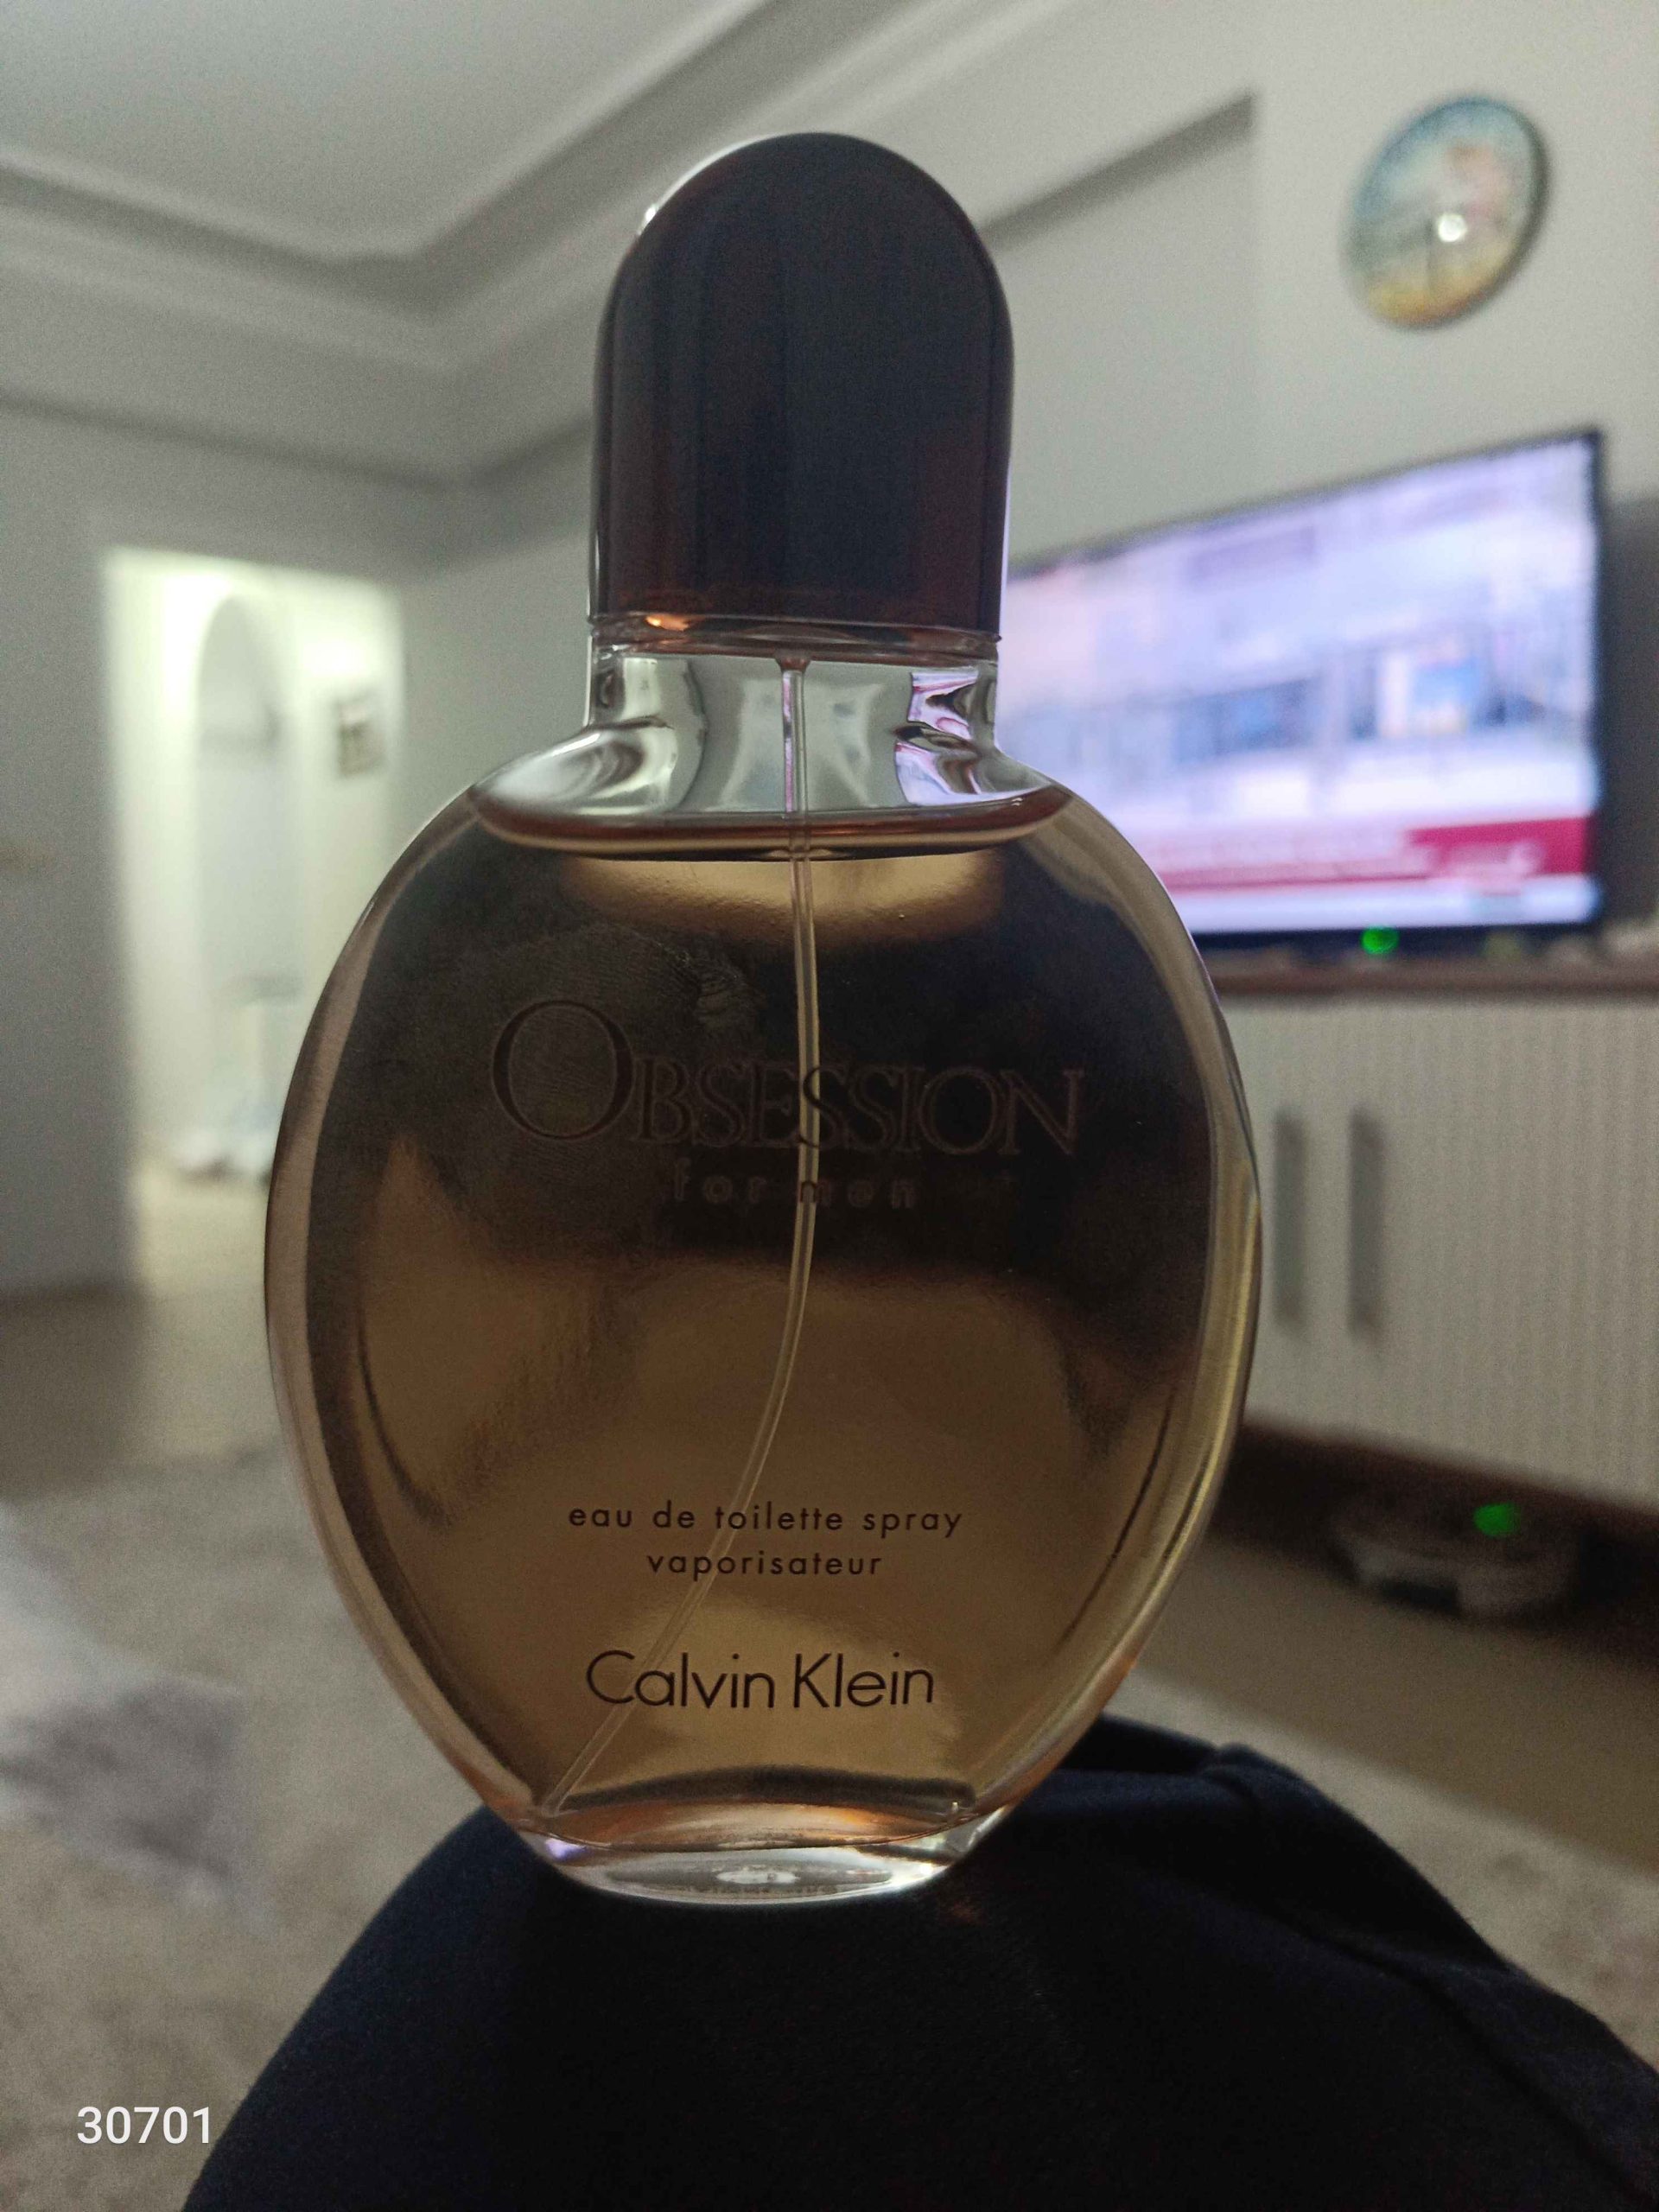 OBSESSION
for men
eau de toilette spray
vaporisateur
Calvin Klein
30701